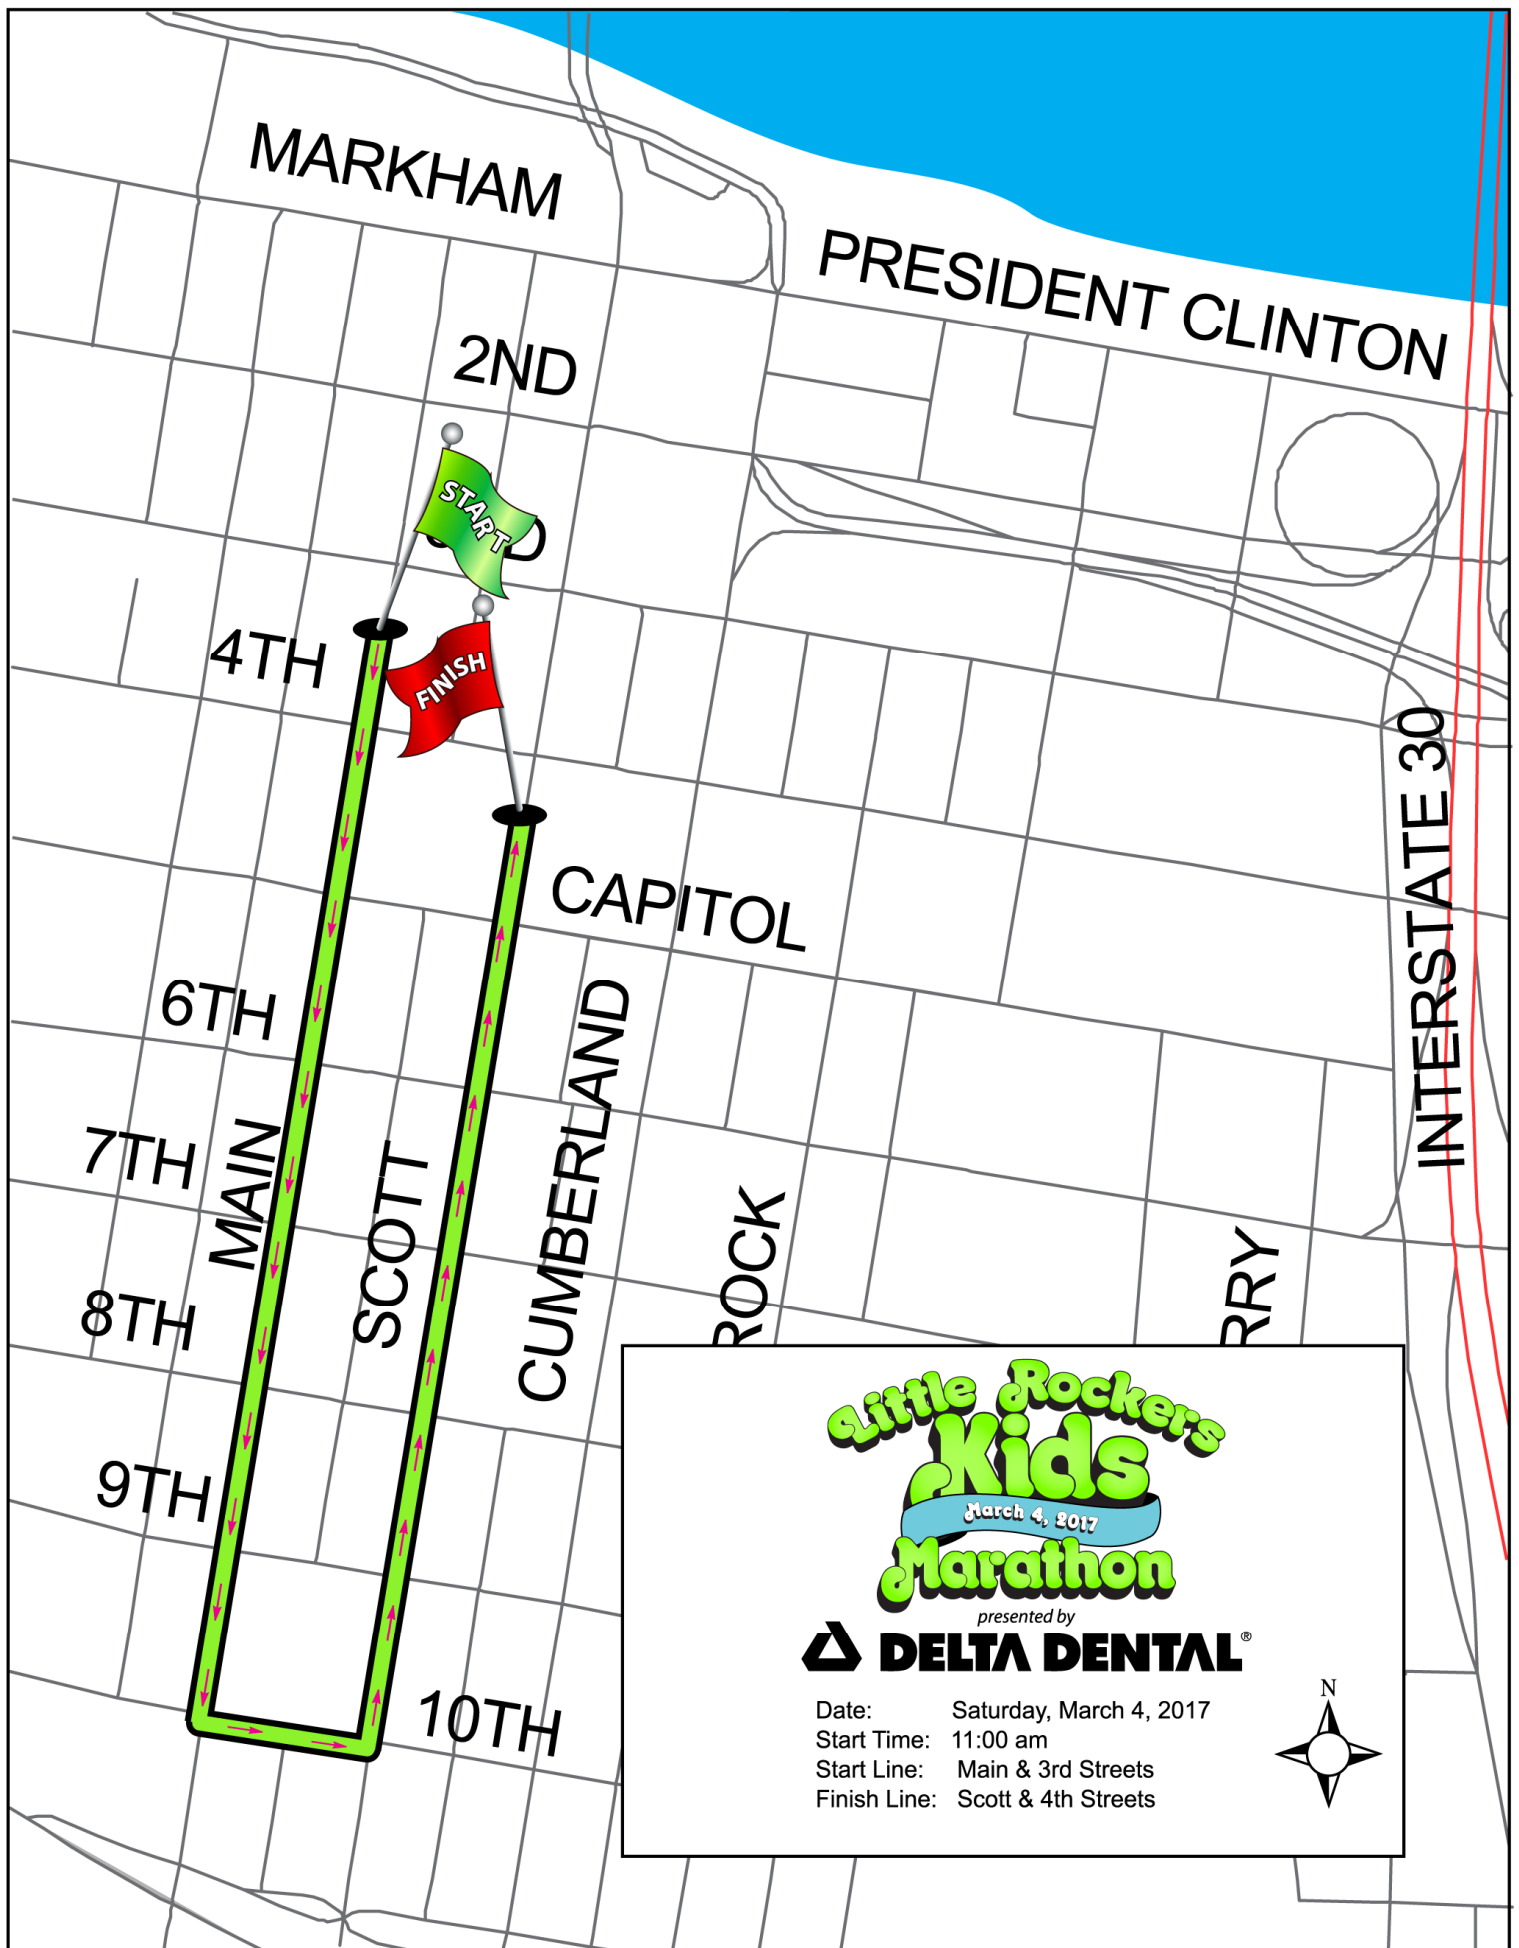 MARKHAM
PRESIDENT CLINTON
2ND
START
D
4TH
FINISH
INTERSTATE 30
CAPITOL
6TH
CUMBERLAND
MAIN
7TH
SCOTT
ROCK
RRY
8TH
9TH
10TH
Little Rockers
Kids
March 4, 2017
Marathon
presented by
DELTA DENTAL®
N
Date: Saturday, March 4, 2017
Start Time: 11:00 am
Start Line: Main & 3rd Streets
Finish Line: Scott & 4th Streets